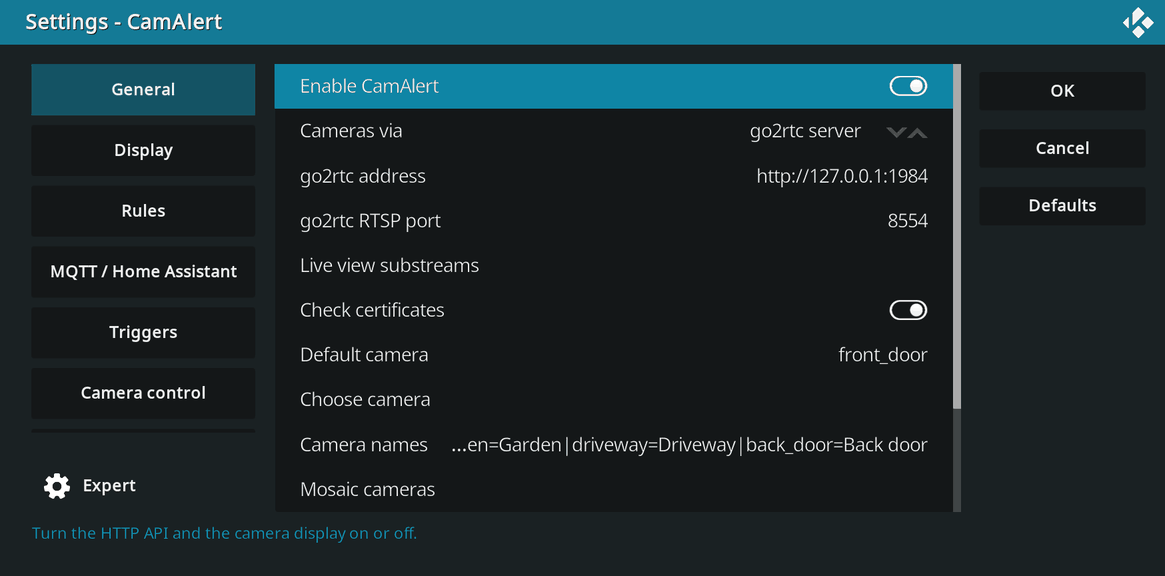 Settings - CamAlert
General
Display
Rules
MQTT / Home Assistant
Triggers
Camera control
Expert
Enable CamAlert
Cameras via go2rtc server
go2rtc address http://127.0.0.1:1984
go2rtc RTSP port 8554
Live view substreams
Check certificates
Default camera front_door
Choose camera
Camera names ...en=Garden|driveway=Driveway|back_door=Back door
Mosaic cameras
OK
Cancel
Defaults
Turn the HTTP API and the camera display on or off.